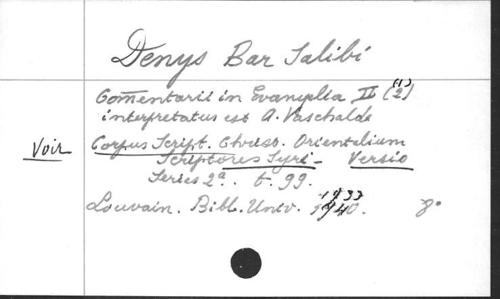 Denys Bar Salibi
Comentarii in Evangelia II (1) (2)
interpretatus est A. Vaschalde
Voir Corpus Script. Christ. Orientalium
Scriptores Syri - Versio
Series 2ª. t. 99.
Louvain. Bibl. Univ. 1933 1940. 8°